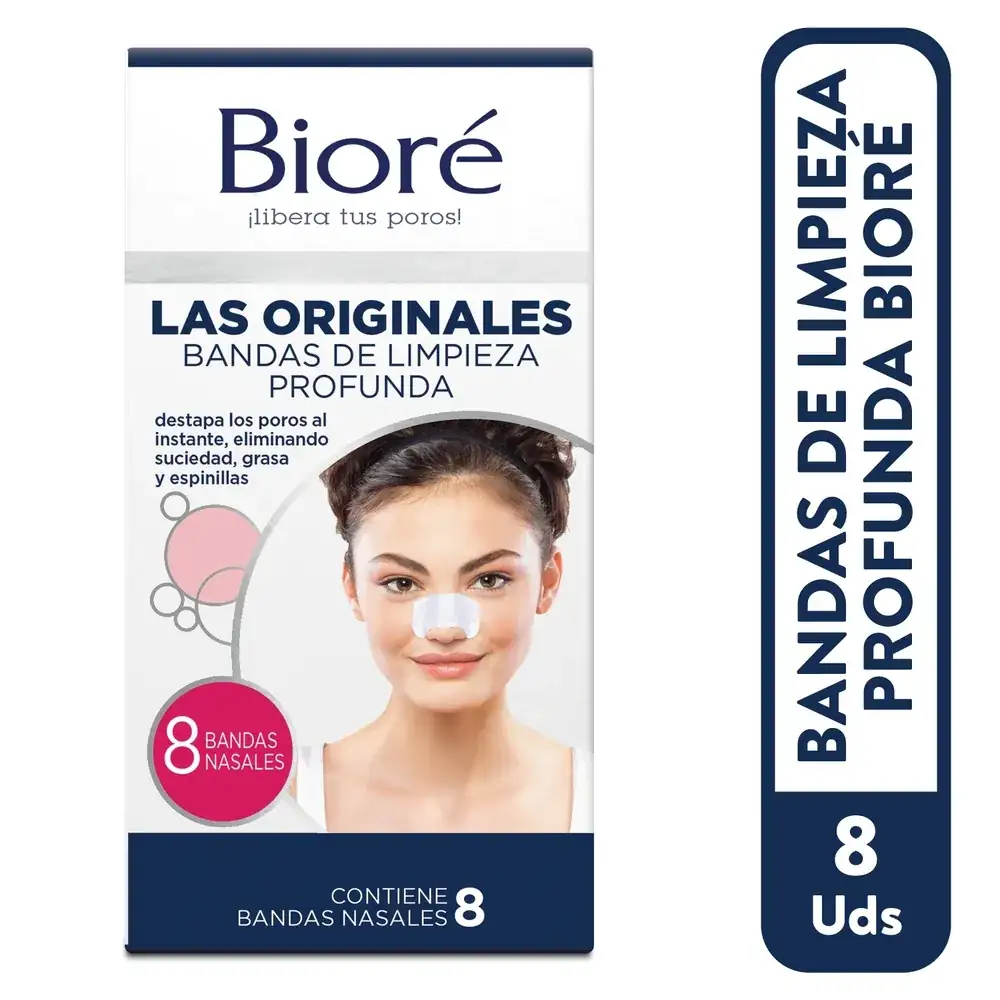 Bioré
¡libera tus poros!
LAS ORIGINALES
BANDAS DE LIMPIEZA
PROFUNDA
destapa los poros al
instante, eliminando
suciedad, grasa
y espinillas
8 BANDAS
NASALES
CONTIENE
BANDAS NASALES 8
BANDAS DE LIMPIEZA
PROFUNDA BIORÉ
8
Uds